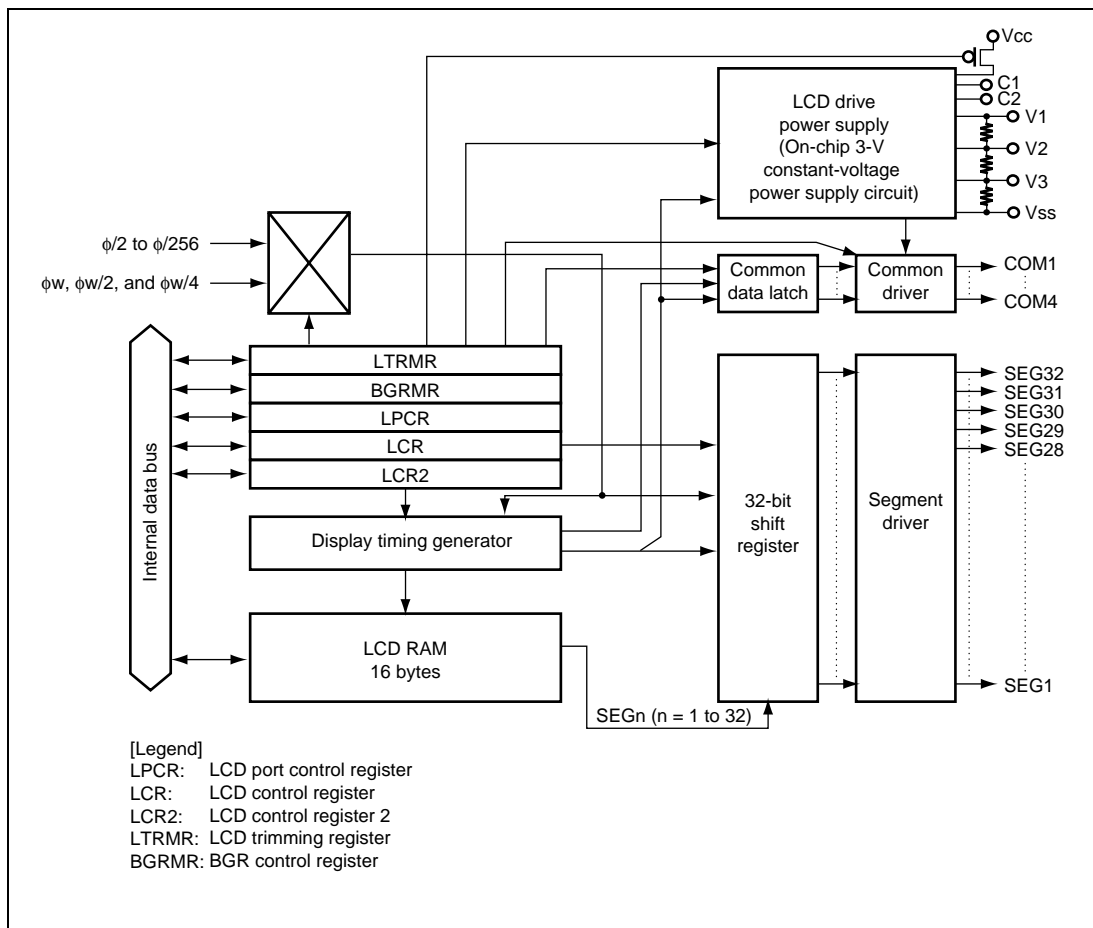 Vcc
C1
C2
V1
V2
V3
Vss
LCD drive
power supply
(On-chip 3-V
constant-voltage
power supply circuit)
ϕ/2 to ϕ/256
ϕw, ϕw/2, and ϕw/4
Common
data latch
Common
driver
COM1
COM4
Internal data bus
LTRMR
BGRMR
LPCR
LCR
LCR2
Display timing generator
LCD RAM
16 bytes
32-bit
shift
register
Segment
driver
SEG32
SEG31
SEG30
SEG29
SEG28
SEG1
SEGn (n = 1 to 32)
[Legend]
LPCR: LCD port control register
LCR: LCD control register
LCR2: LCD control register 2
LTRMR: LCD trimming register
BGRMR: BGR control register